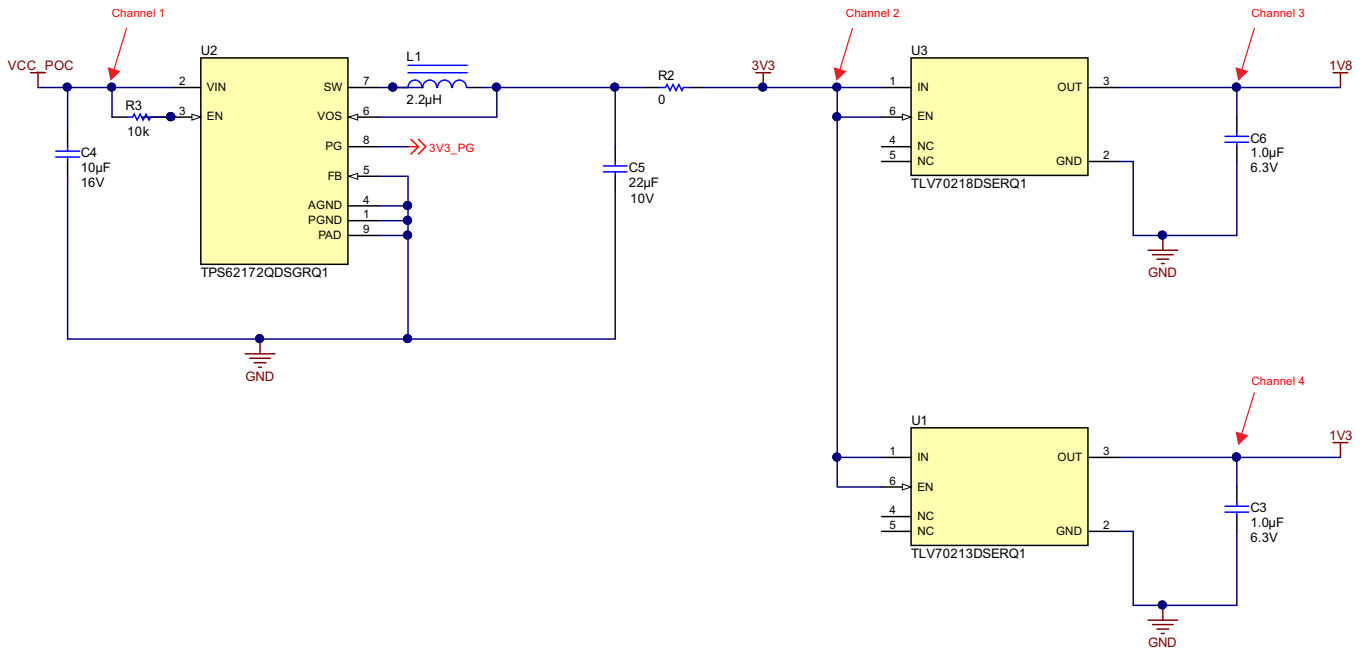 Channel 1
Channel 2
Channel 3
VCC_POC
U2
L1
2.2µH
R2
0
3V3
U3
1V8
2
VIN
SW
7
R3
10k
3
EN
VOS
6
PG
8
3V3_PG
FB
5
AGND
4
PGND
1
PAD
9
TPS62172QDSGRQ1
C4
10µF
16V
C5
22µF
10V
GND
1
IN
OUT
3
6
EN
4
NC
5
NC
GND
2
TLV70218DSERQ1
C6
1.0µF
6.3V
GND
Channel 4
U1
1V3
1
IN
OUT
3
6
EN
4
NC
5
NC
GND
2
TLV70213DSERQ1
C3
1.0µF
6.3V
GND